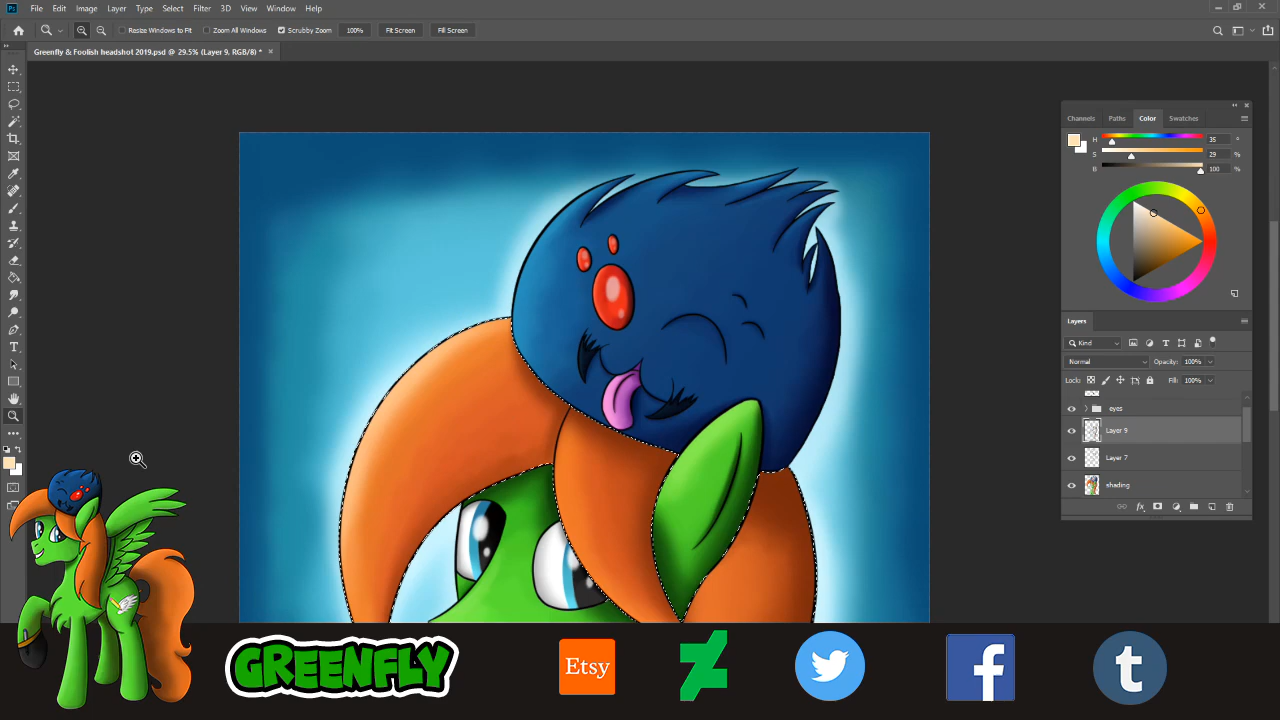 Ps File Edit Image Layer Type Select Filter 3D View Window Help
Resize Windows to Fit Zoom All Windows Scrubby Zoom 100% Fit Screen Fill Screen
Greenfly & Foolish headshot 2019.psd @ 29.5% (Layer 9, RGB/8) *
Channels Paths Color Swatches
H 35 °
S 29 %
B 100 %
Layers
Kind
Normal Opacity: 100%
Lock: Fill: 100%
eyes
Layer 9
Layer 7
shading
fx
GREENFLY Etsy f t